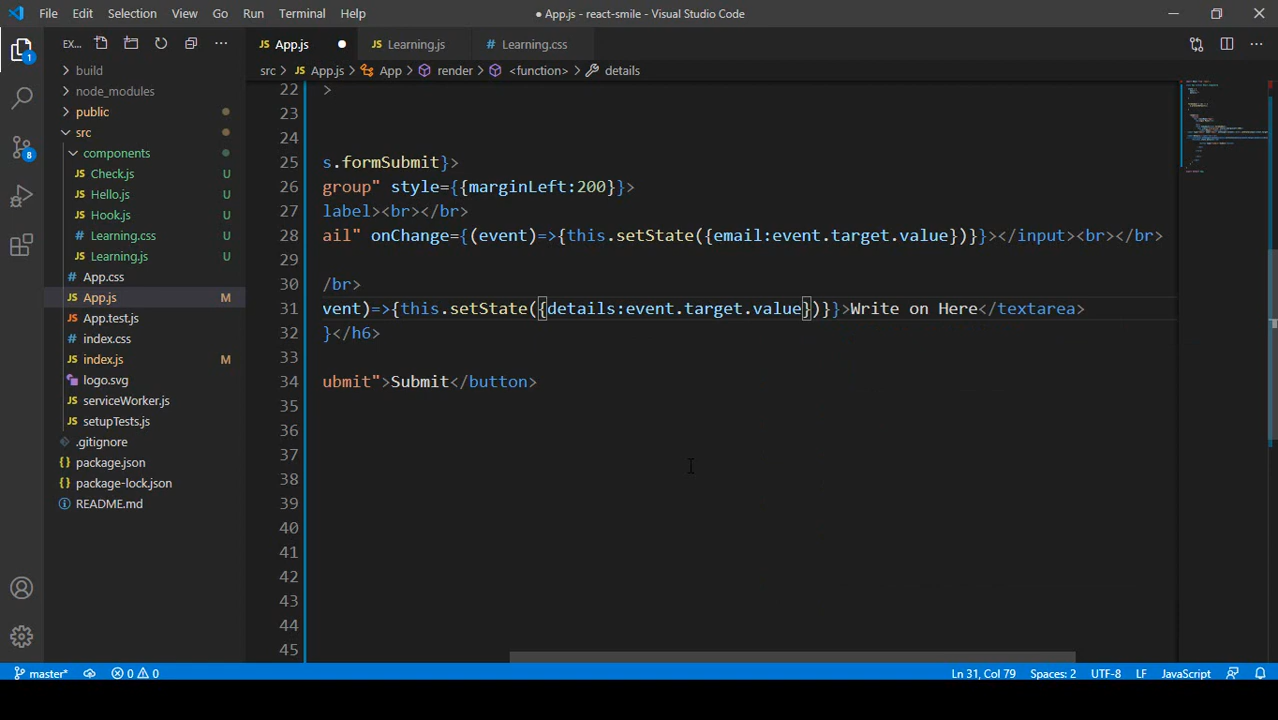 File Edit Selection View Go Run Terminal Help
● App.js - react-smile - Visual Studio Code
EX...
App.js Learning.js Learning.css
src > App.js > App > render > <function> > details
build
node_modules
public
src
components
Check.js U
Hello.js U
Hook.js U
Learning.css U
Learning.js U
App.css
App.js M
App.test.js
index.css
index.js M
logo.svg
serviceWorker.js
setupTests.js
.gitignore
package.json
package-lock.json
README.md
1
8
22 >
23
24
25 s.formSubmit}>
26 group" style={{marginLeft:200}}>
27 label><br></br>
28 ail" onChange={(event)=>{this.setState({email:event.target.value})}}></input><br></br>
29
30 /br>
31 vent)=>{this.setState({details:event.target.value})}}>Write on Here</textarea>
32 }</h6>
33
34 ubmit">Submit</button>
35
36
37
38
39
40
41
42
43
44
45
master* 0 0 Ln 31, Col 79 Spaces: 2 UTF-8 LF JavaScript